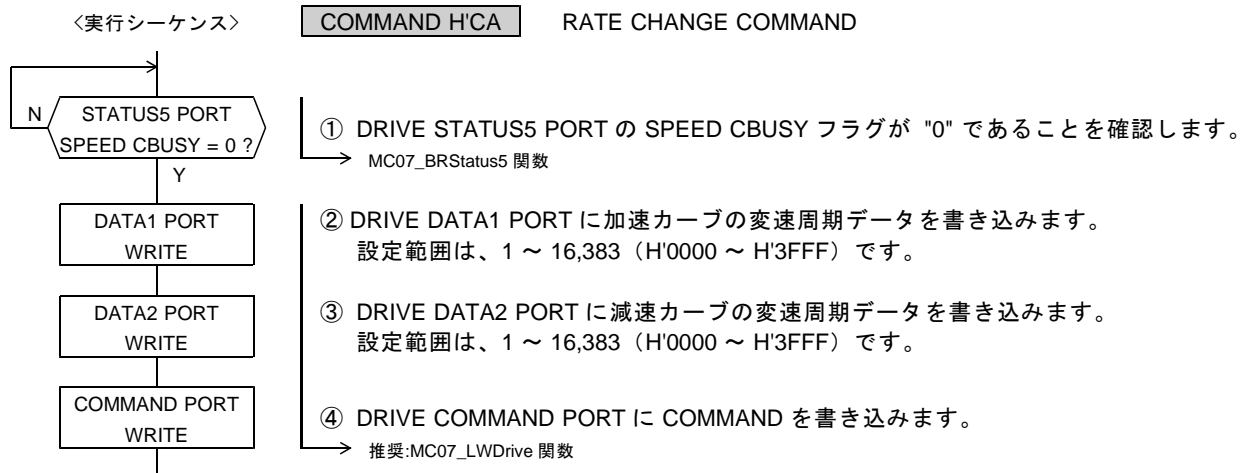 〈実行シーケンス〉 COMMAND H'CA RATE CHANGE COMMAND
N
STATUS5 PORT
SPEED CBUSY = 0 ?
Y
① DRIVE STATUS5 PORT の SPEED CBUSY フラグが "0" であることを確認します。
MC07_BRStatus5 関数
DATA1 PORT
WRITE
② DRIVE DATA1 PORT に加速カーブの変速周期データを書き込みます。
設定範囲は、1 ~ 16,383（H'0000 ~ H'3FFF）です。
DATA2 PORT
WRITE
③ DRIVE DATA2 PORT に減速カーブの変速周期データを書き込みます。
設定範囲は、1 ~ 16,383（H'0000 ~ H'3FFF）です。
COMMAND PORT
WRITE
④ DRIVE COMMAND PORT に COMMAND を書き込みます。
推奨:MC07_LWDrive 関数